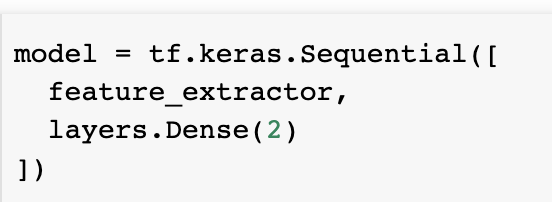 model = tf.keras.Sequential([
  feature_extractor,
  layers.Dense(2)
])